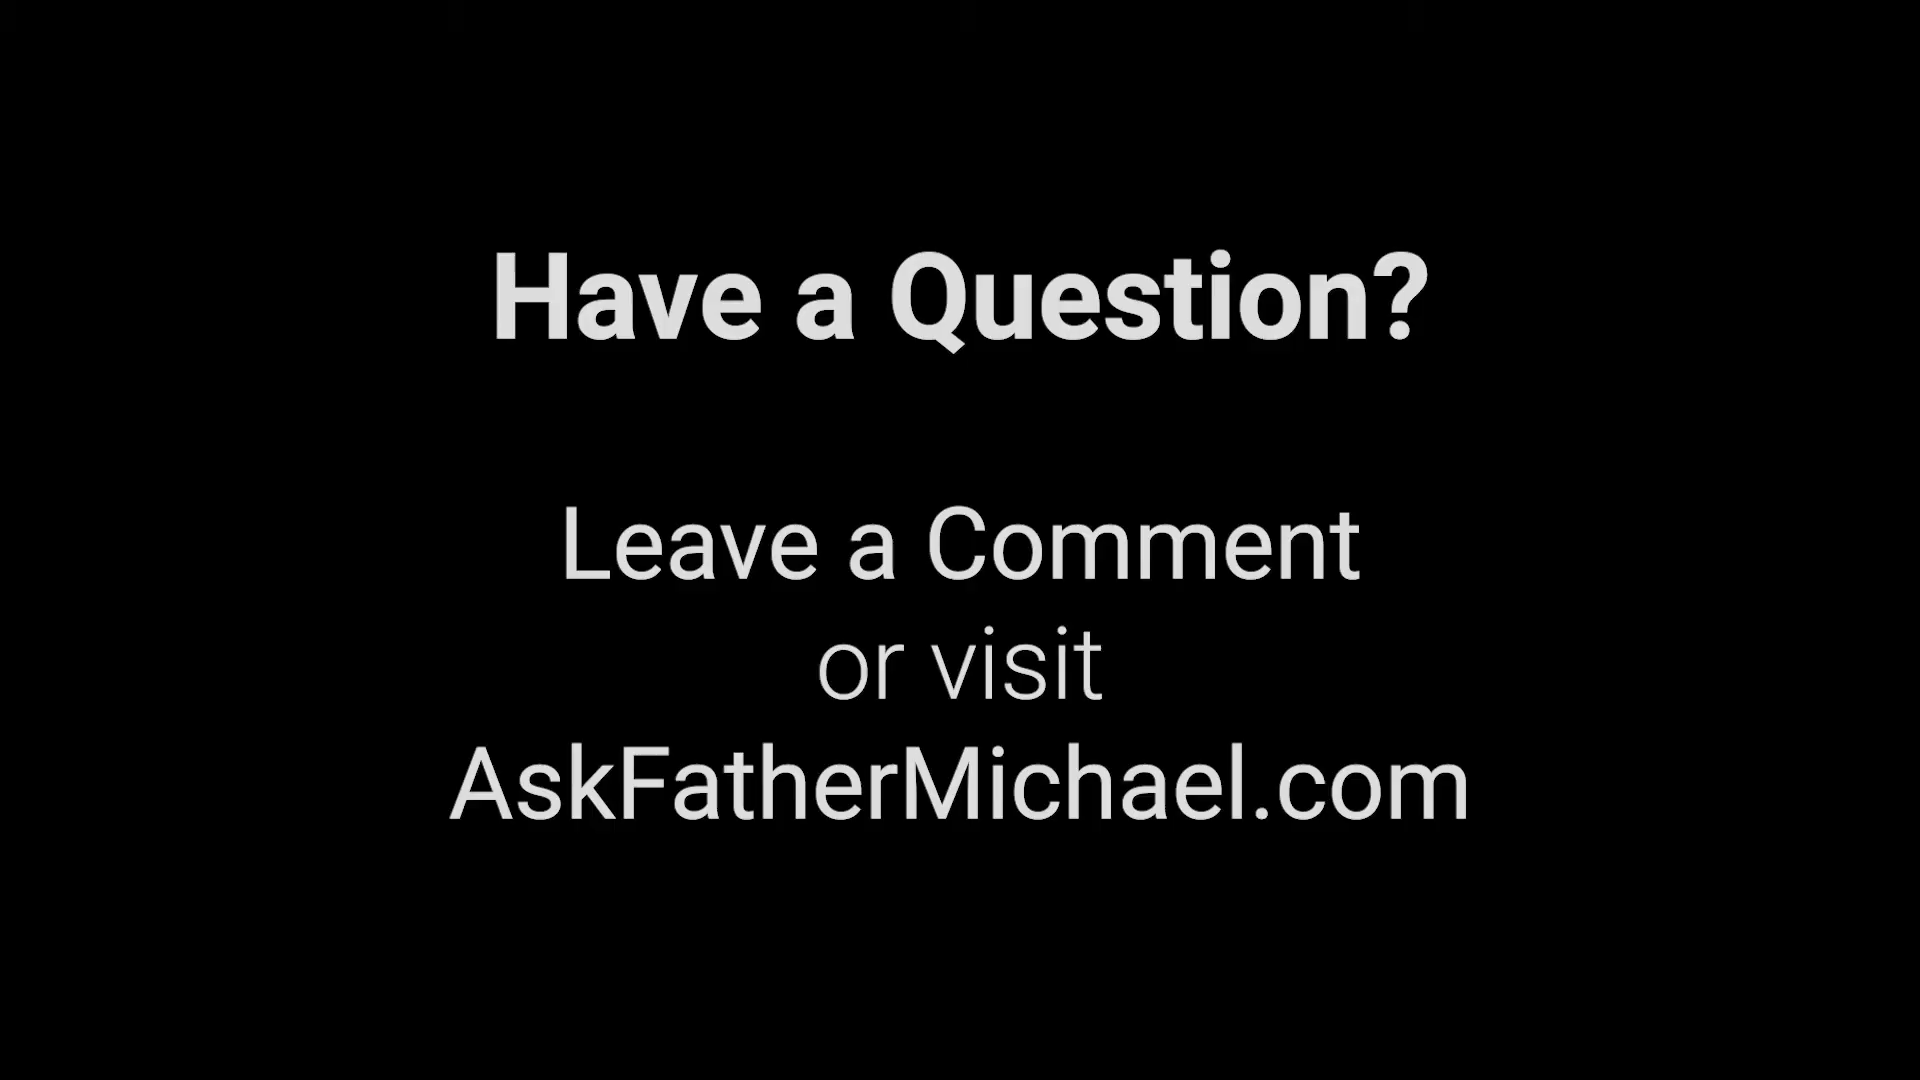 Have a Question?
Leave a Comment
or visit
AskFatherMichael.com